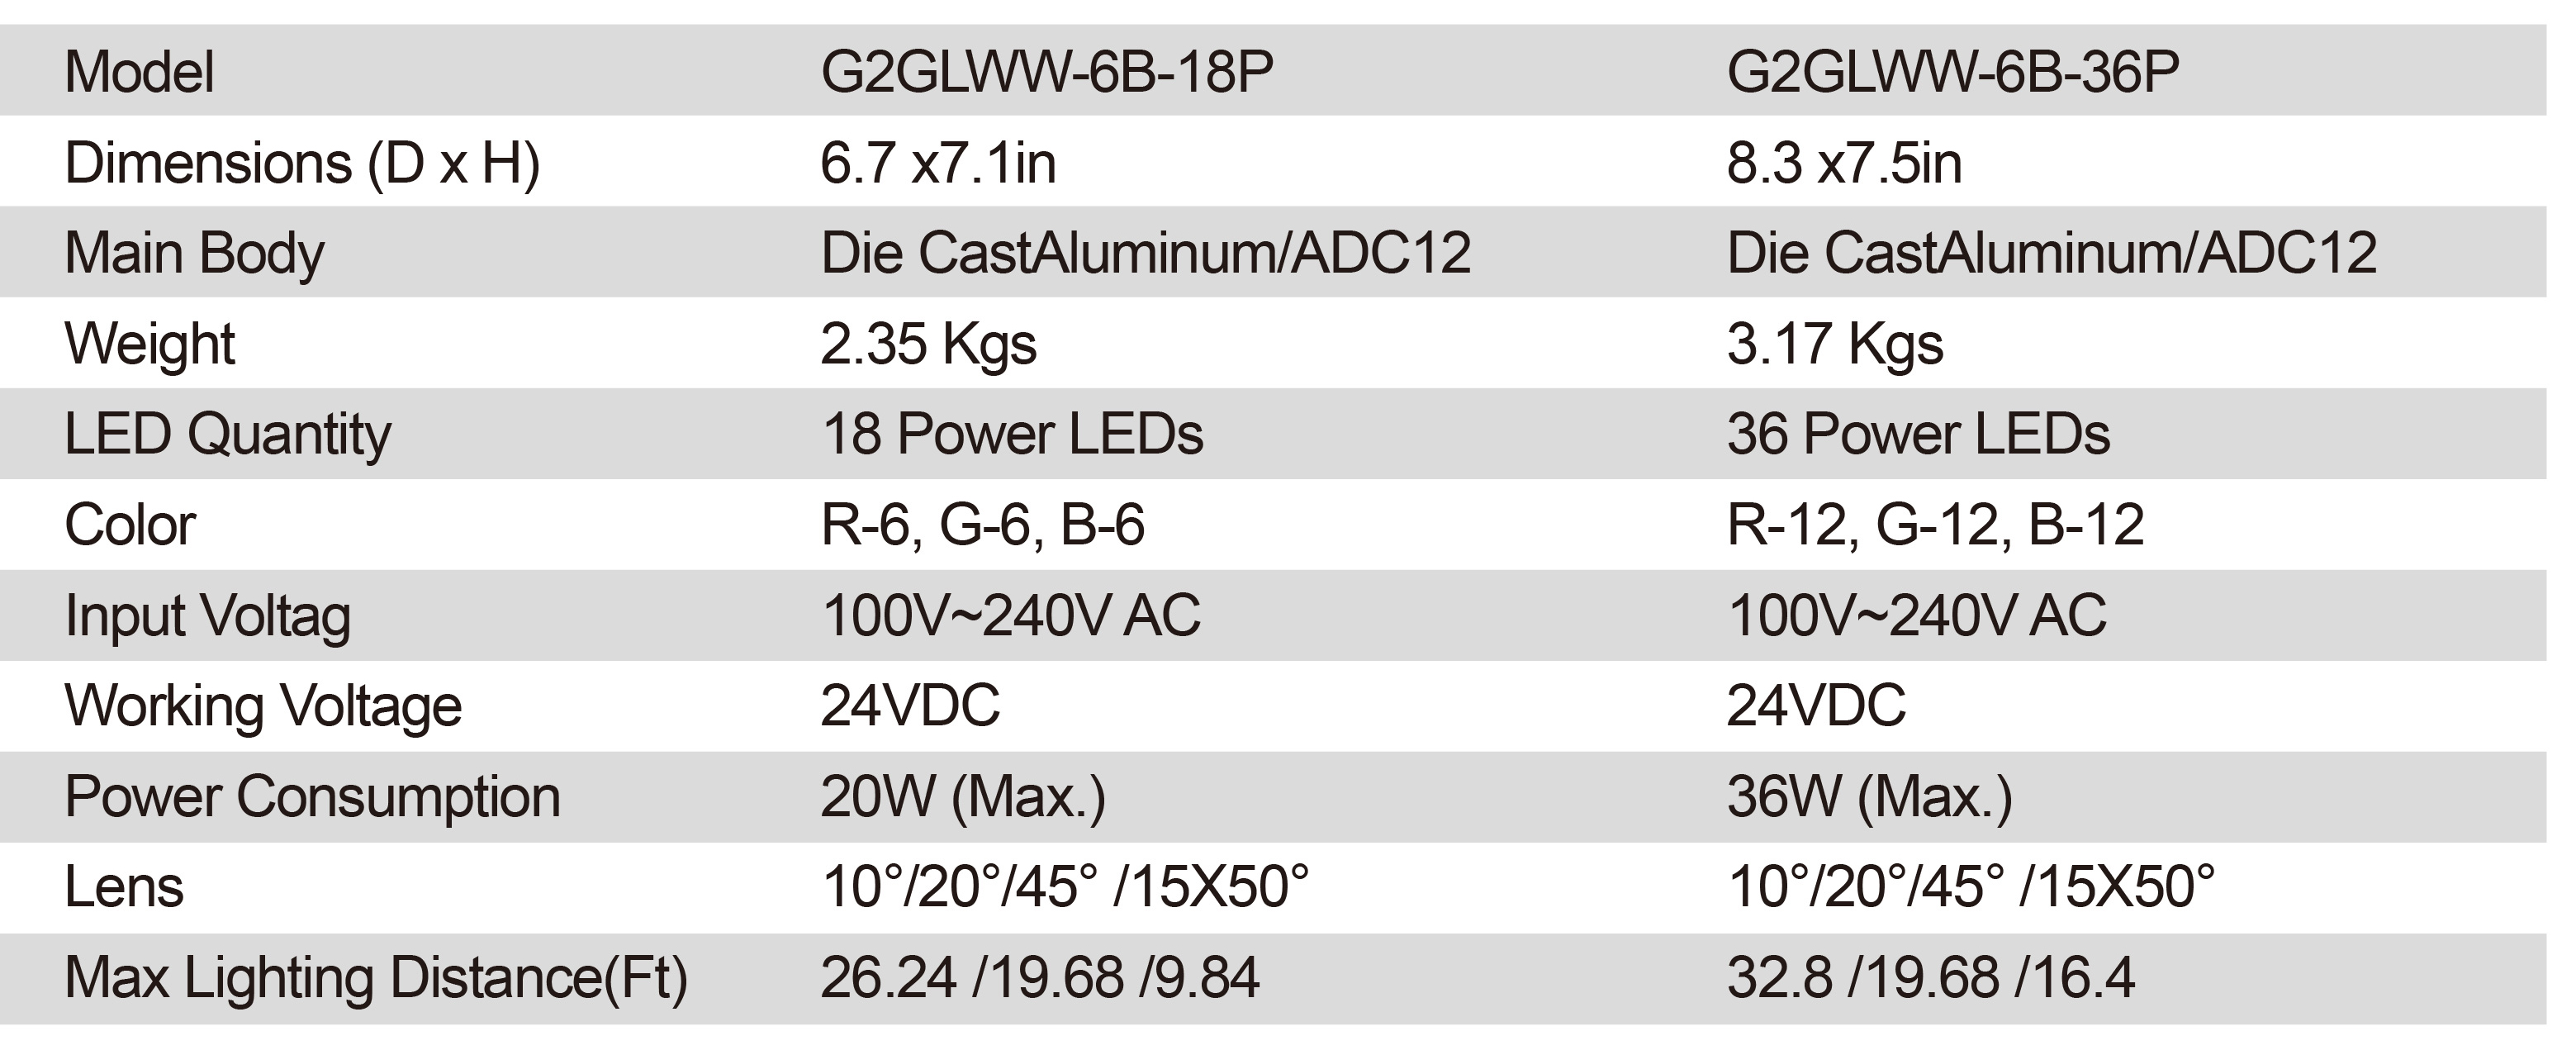 Model G2GLWW-6B-18P G2GLWW-6B-36P
Dimensions (D x H) 6.7 x7.1in 8.3 x7.5in
Main Body Die CastAluminum/ADC12 Die CastAluminum/ADC12
Weight 2.35 Kgs 3.17 Kgs
LED Quantity 18 Power LEDs 36 Power LEDs
Color R-6, G-6, B-6 R-12, G-12, B-12
Input Voltag 100V~240V AC 100V~240V AC
Working Voltage 24VDC 24VDC
Power Consumption 20W (Max.) 36W (Max.)
Lens 10°/20°/45° /15X50° 10°/20°/45° /15X50°
Max Lighting Distance(Ft) 26.24 /19.68 /9.84 32.8 /19.68 /16.4